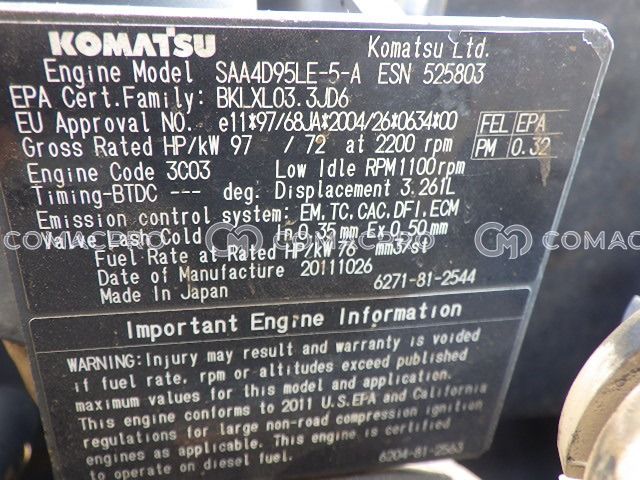 KOMATSU Komatsu Ltd.
Engine Model SAA4D95LE-5-A ESN 525803
EPA Cert.Family: BKLXL03.3JD6
EU Approval NO. e11*97/68JA*2004/26*0634*00 FEL EPA
Gross Rated HP/kW 97 / 72 at 2200 rpm PM 0.32
Engine Code 3C03 Low Idle RPM 1100 rpm
Timing-BTDC --- deg. Displacement 3.261L
Emission control system: EM,TC,CAC,DFI,ECM
Valve Lash Cold In 0.35 mm Ex 0.50 mm
COMACPRO COMACPRO COMACPRO
Fuel Rate at Rated HP/kW 76 mm3/st
Date of Manufacture 20111026
Made In Japan 6271-81-2544
Important Engine Information
WARNING: Injury may result and warranty is voided
if fuel rate, rpm or altitudes exceed published
maximum values for this model and application.
This engine conforms to 2011 U.S.EPA and California
regulations for large non-road compression ignition
engines as applicable. This engine is certified
to operate on diesel fuel. 6204-81-2563